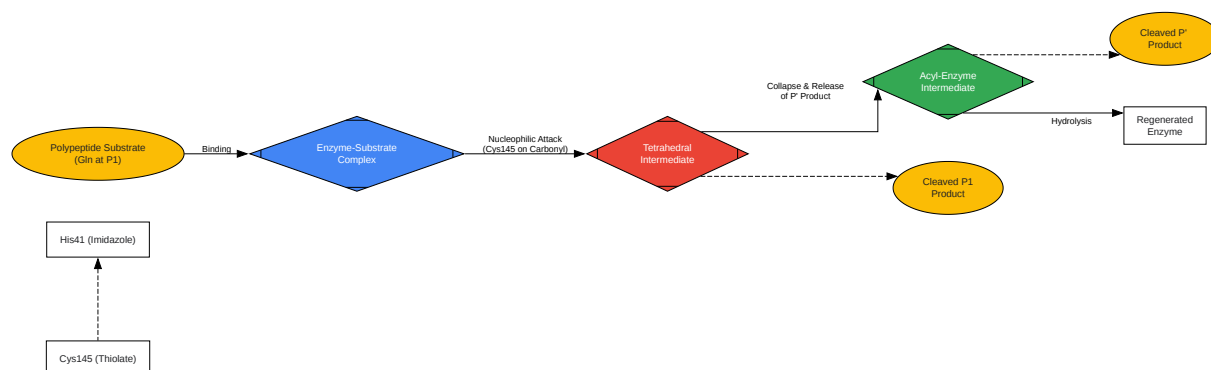 Cleaved P'
Product
Acyl-Enzyme
Intermediate
Collapse & Release
of P' Product
Hydrolysis
Regenerated
Enzyme
Polypeptide Substrate
(Gln at P1)
Binding
Enzyme-Substrate
Complex
Nucleophilic Attack
(Cys145 on Carbonyl)
Tetrahedral
Intermediate
Cleaved P1
Product
His41 (Imidazole)
Cys145 (Thiolate)